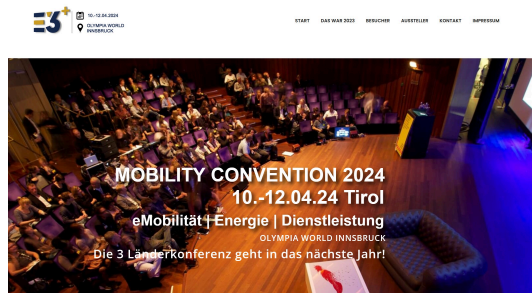 E3+
10.-12.04.2024
OLYMPIA WORLD
INNSBRUCK
START DAS WAR 2023 BESUCHER AUSSTELLER KONTAKT IMPRESSUM
MOBILITY CONVENTION 2024
10.-12.04.24 Tirol
eMobilität | Energie | Dienstleistung
OLYMPIA WORLD INNSBRUCK
Die 3 Länderkonferenz geht in das nächste Jahr!